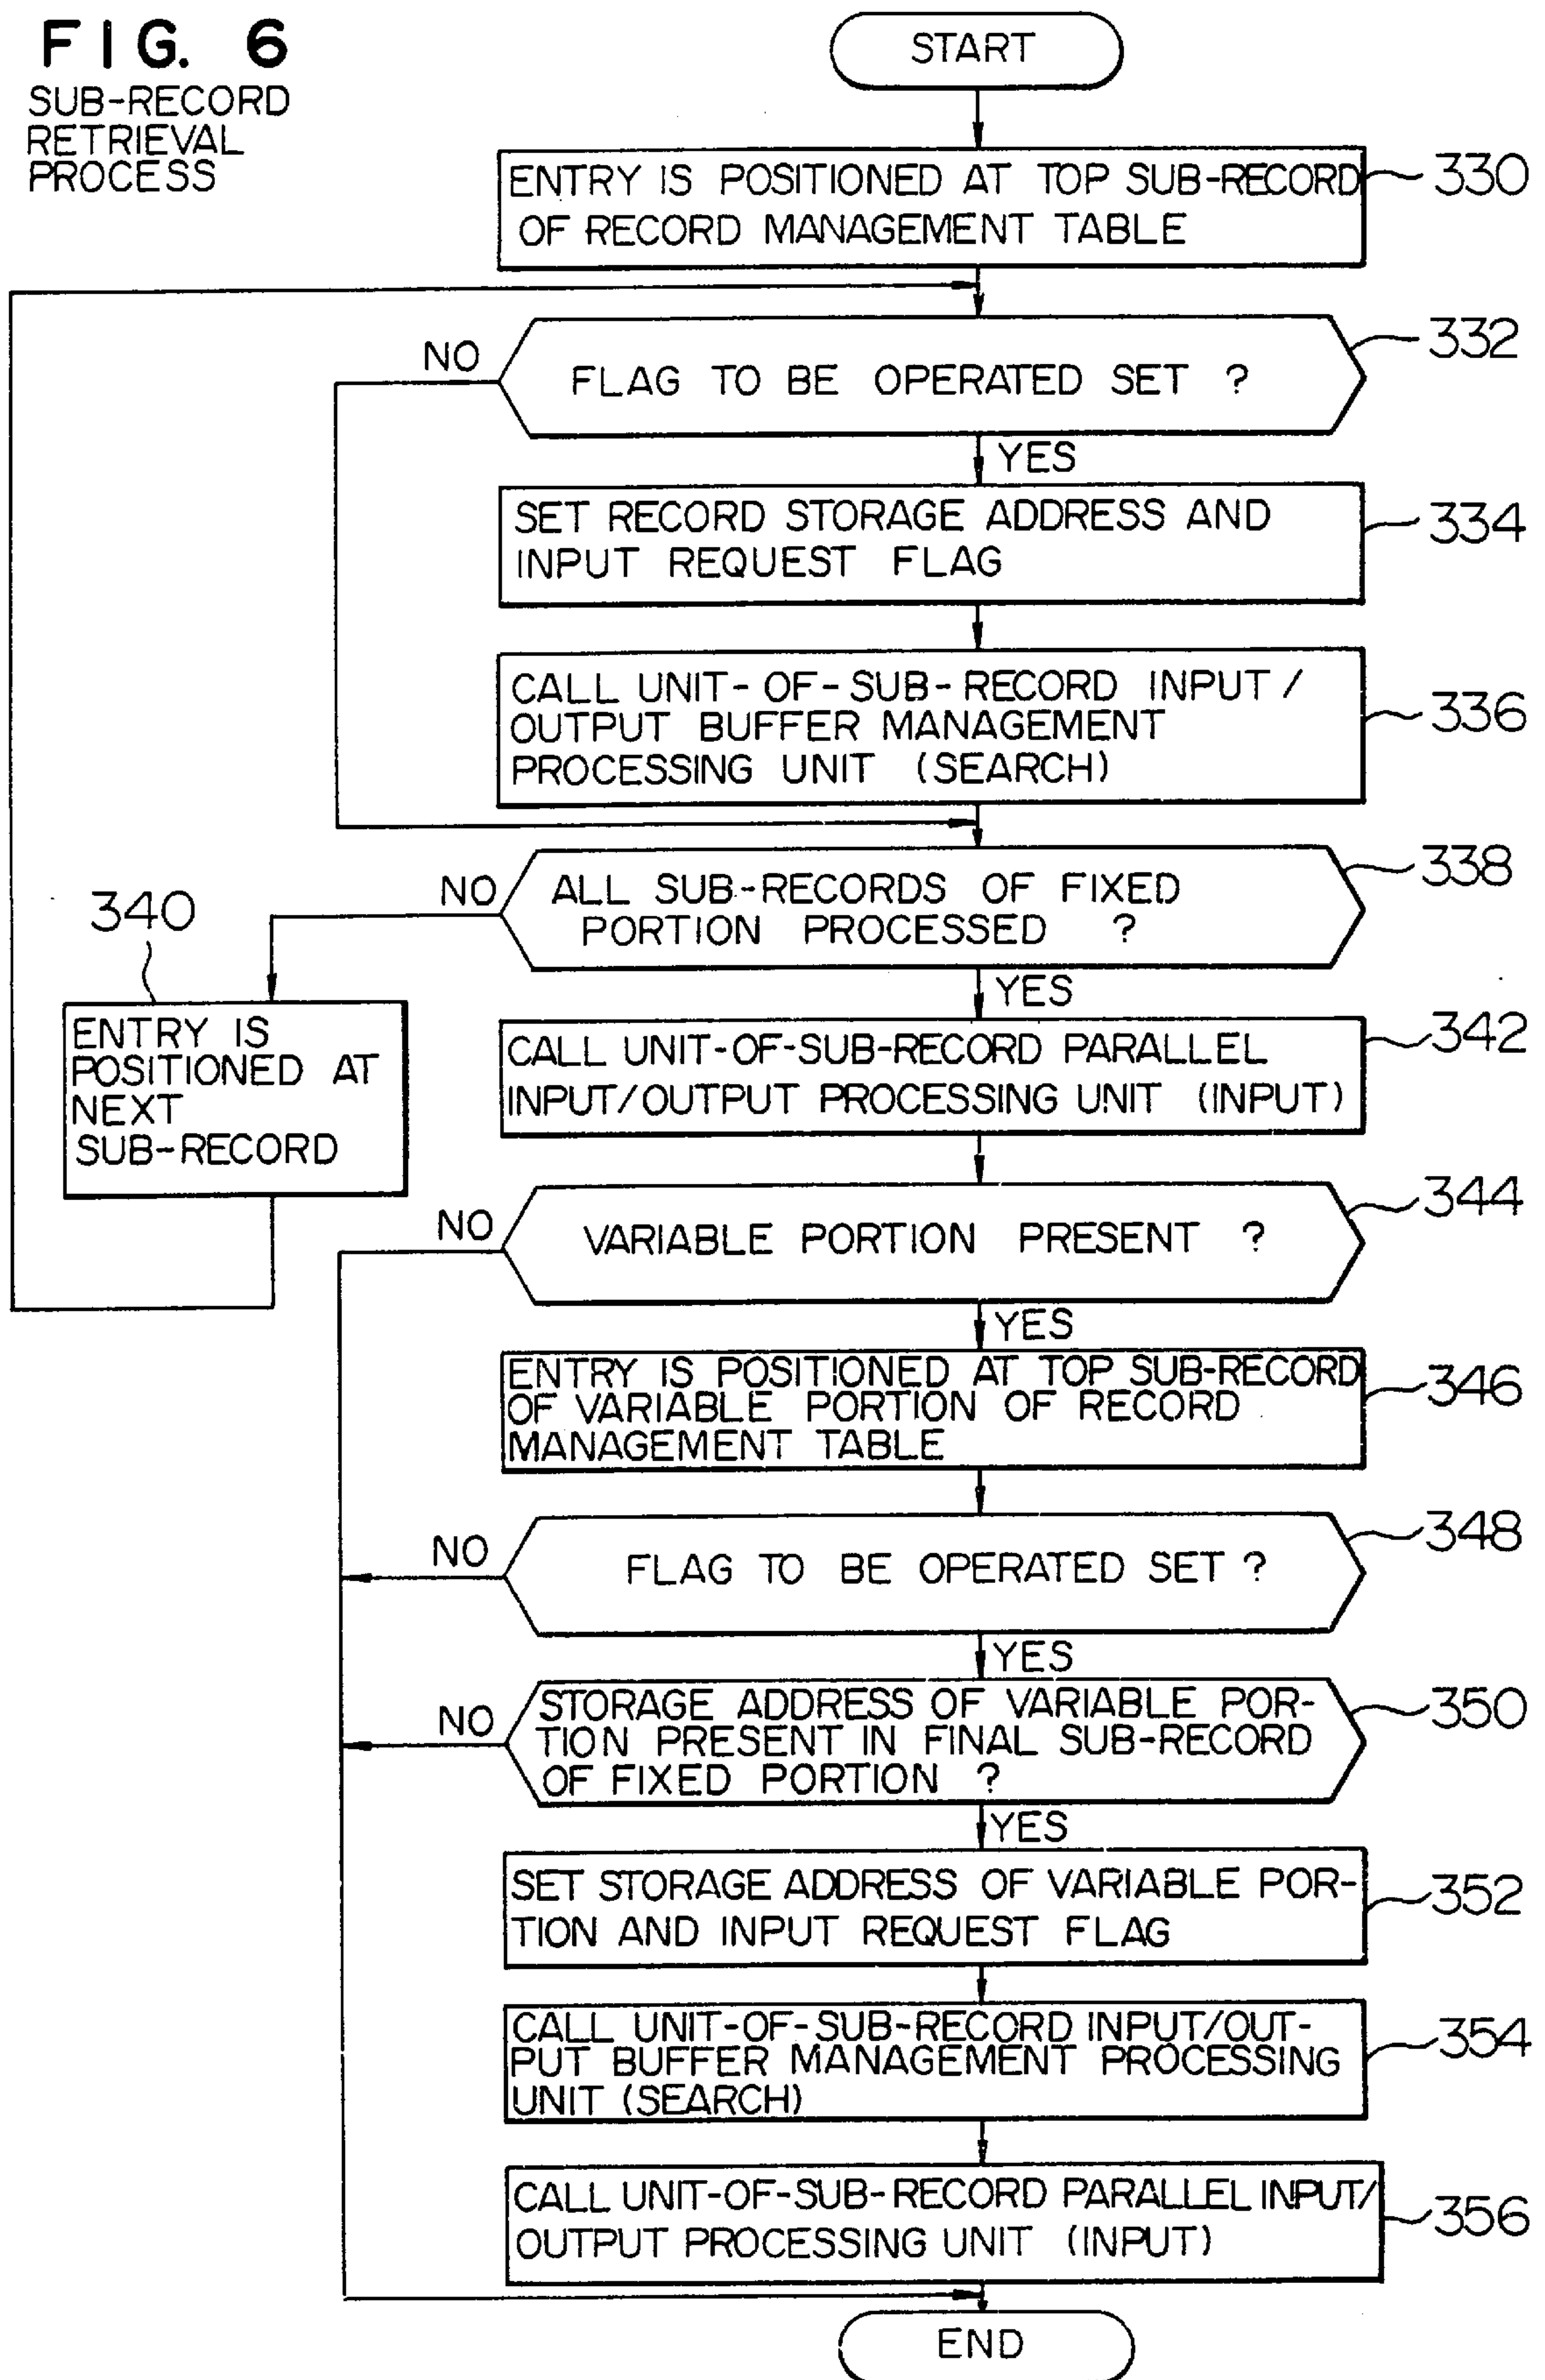 FIG. 6
SUB-RECORD
RETRIEVAL
PROCESS
START
ENTRY IS POSITIONED AT TOP SUB-RECORD
OF RECORD MANAGEMENT TABLE
330
NO
FLAG TO BE OPERATED SET ?
332
YES
SET RECORD STORAGE ADDRESS AND
INPUT REQUEST FLAG
334
CALL UNIT-OF-SUB-RECORD INPUT/
OUTPUT BUFFER MANAGEMENT
PROCESSING UNIT (SEARCH)
336
NO
ALL SUB-RECORDS OF FIXED
PORTION PROCESSED ?
338
340
ENTRY IS
POSITIONED AT
NEXT
SUB-RECORD
YES
CALL UNIT-OF-SUB-RECORD PARALLEL
INPUT/OUTPUT PROCESSING UNIT (INPUT)
342
NO
VARIABLE PORTION PRESENT ?
344
YES
ENTRY IS POSITIONED AT TOP SUB-RECORD
OF VARIABLE PORTION OF RECORD
MANAGEMENT TABLE
346
NO
FLAG TO BE OPERATED SET ?
348
YES
NO
STORAGE ADDRESS OF VARIABLE POR-
TION PRESENT IN FINAL SUB-RECORD
OF FIXED PORTION ?
350
YES
SET STORAGE ADDRESS OF VARIABLE POR-
TION AND INPUT REQUEST FLAG
352
CALL UNIT-OF-SUB-RECORD INPUT/OUT-
PUT BUFFER MANAGEMENT PROCESSING
UNIT (SEARCH)
354
CALL UNIT-OF-SUB-RECORD PARALLEL INPUT/
OUTPUT PROCESSING UNIT (INPUT)
356
END